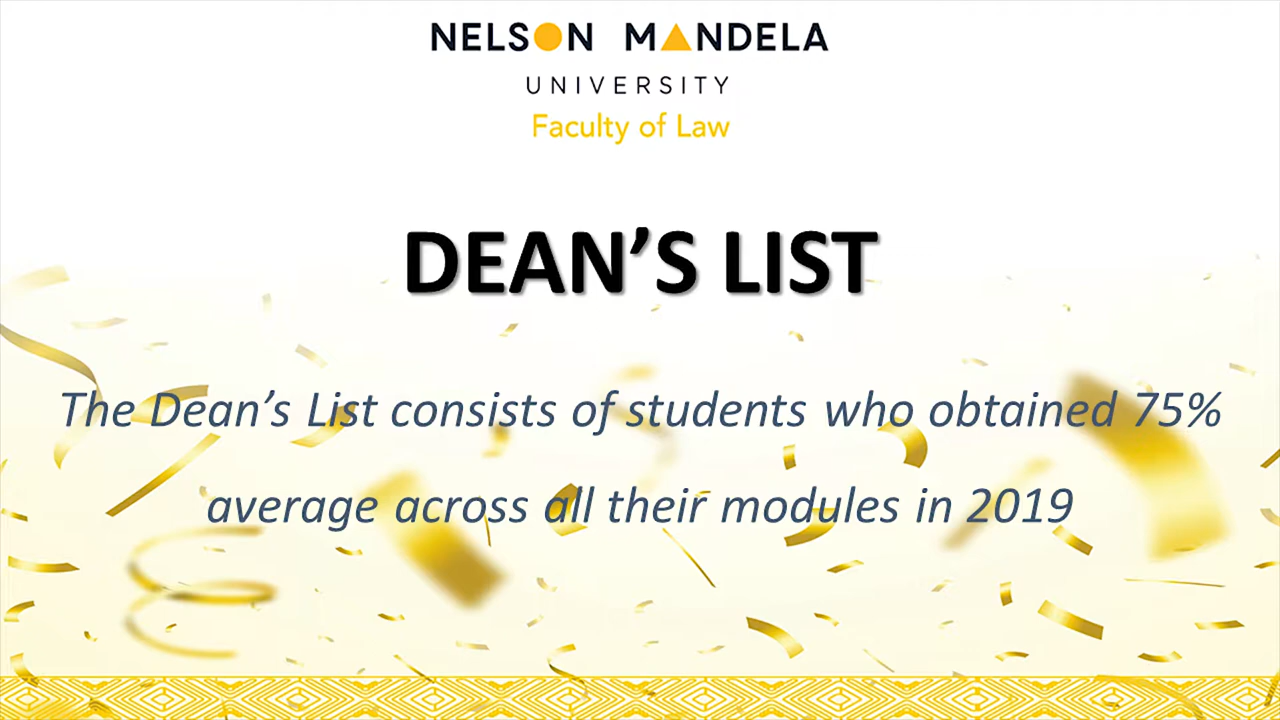 NELSON MANDELA
UNIVERSITY
Faculty of Law
DEAN’S LIST
The Dean’s List consists of students who obtained 75%
average across all their modules in 2019